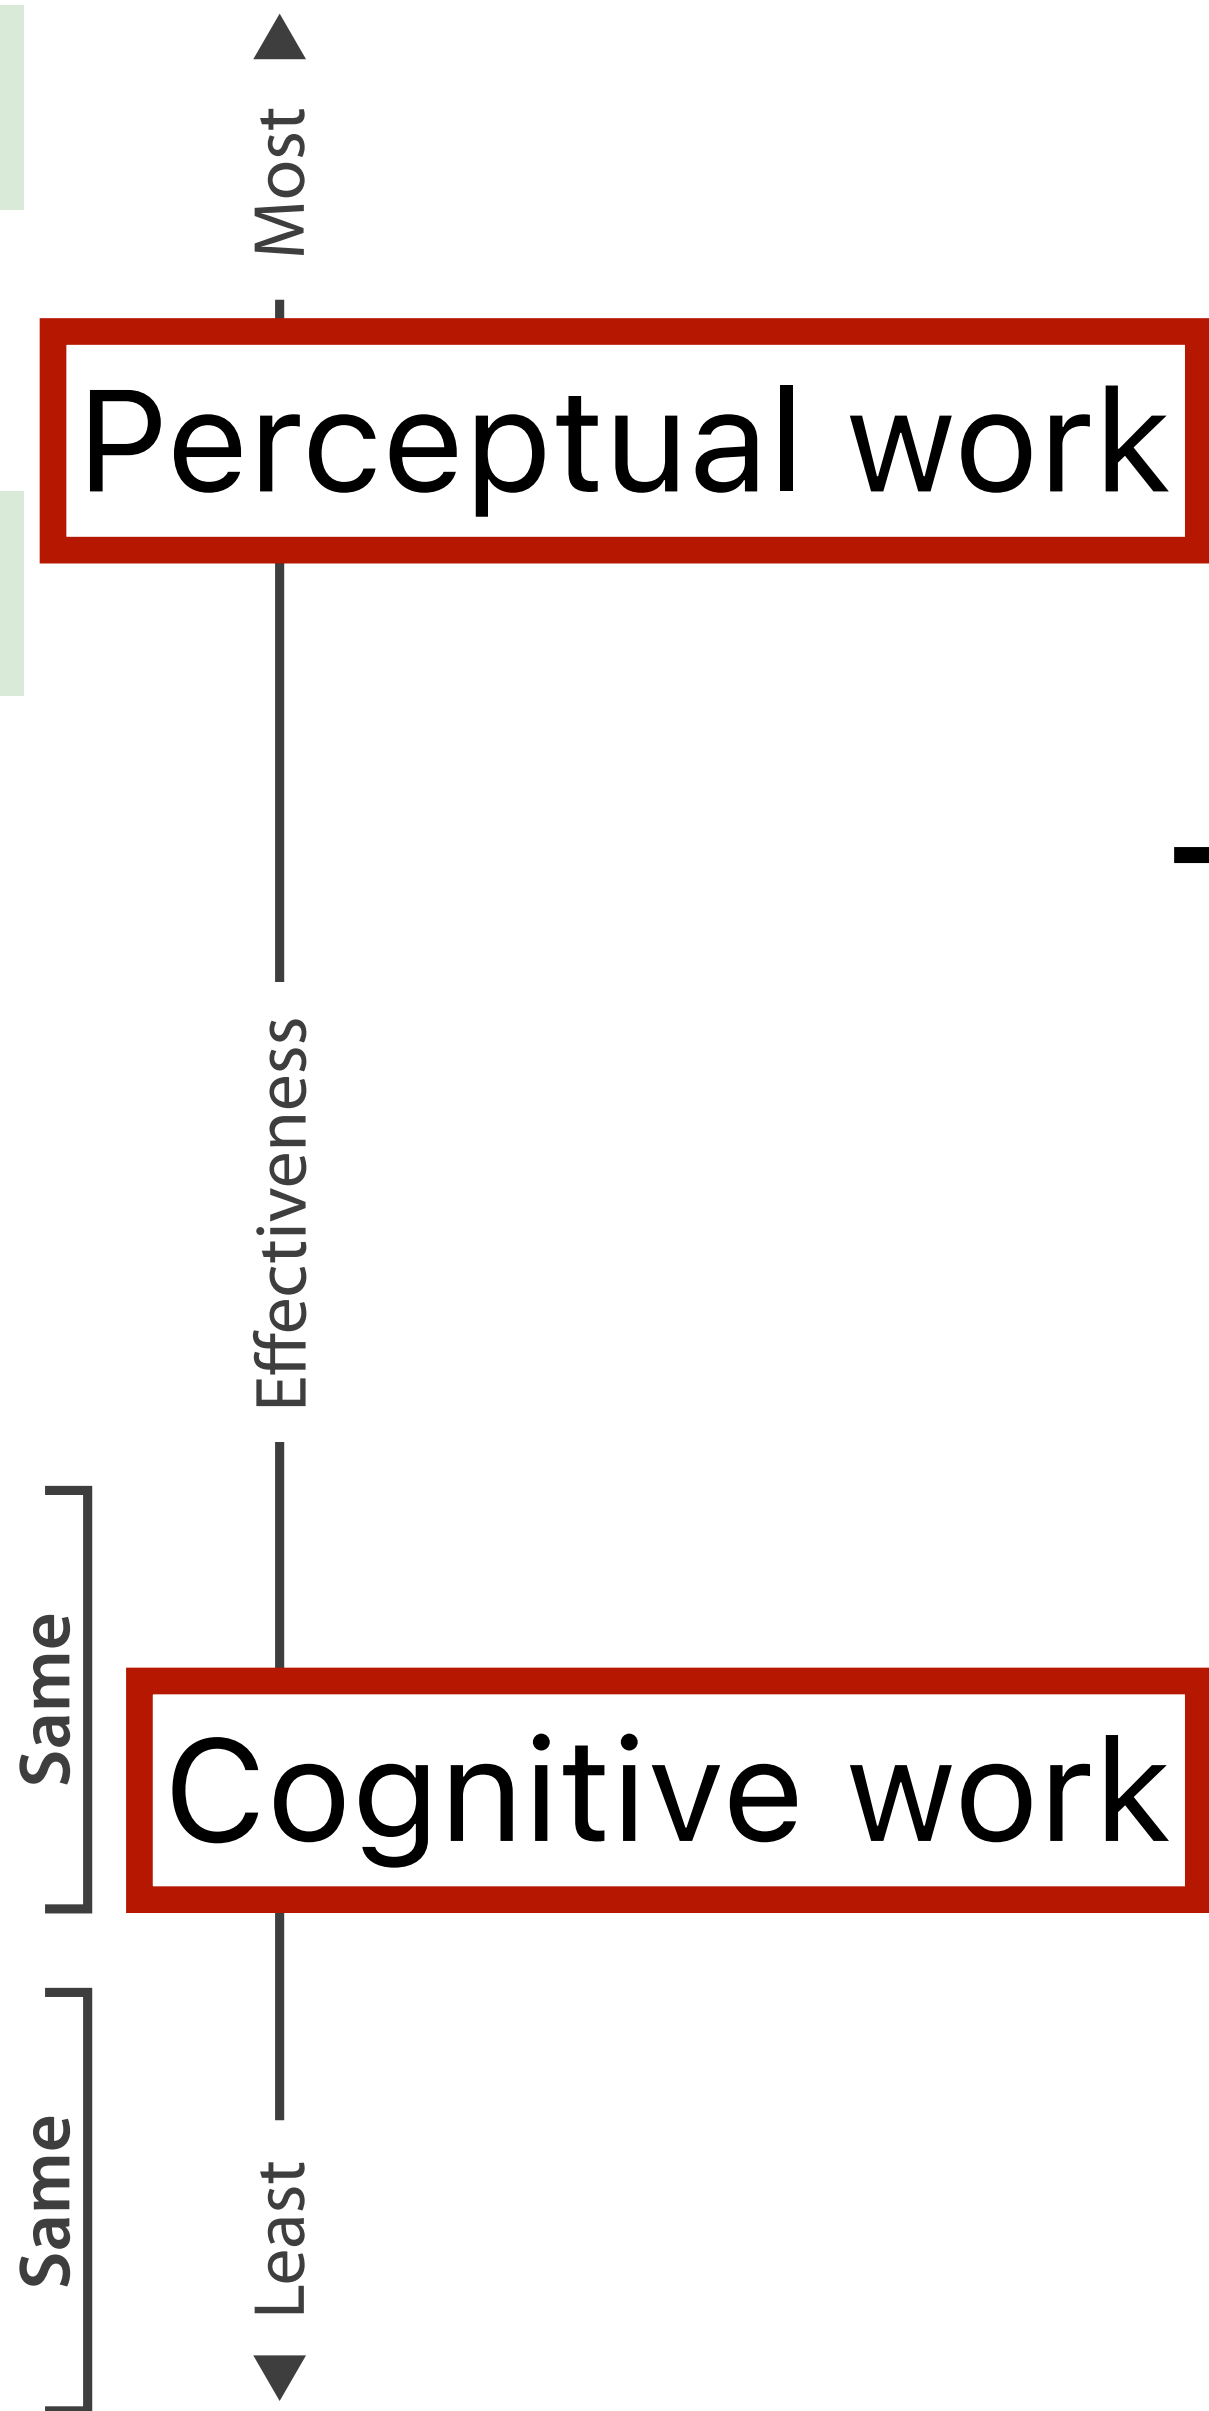 Most
Perceptual work
Effectiveness
Same
Cognitive work
Same
Least